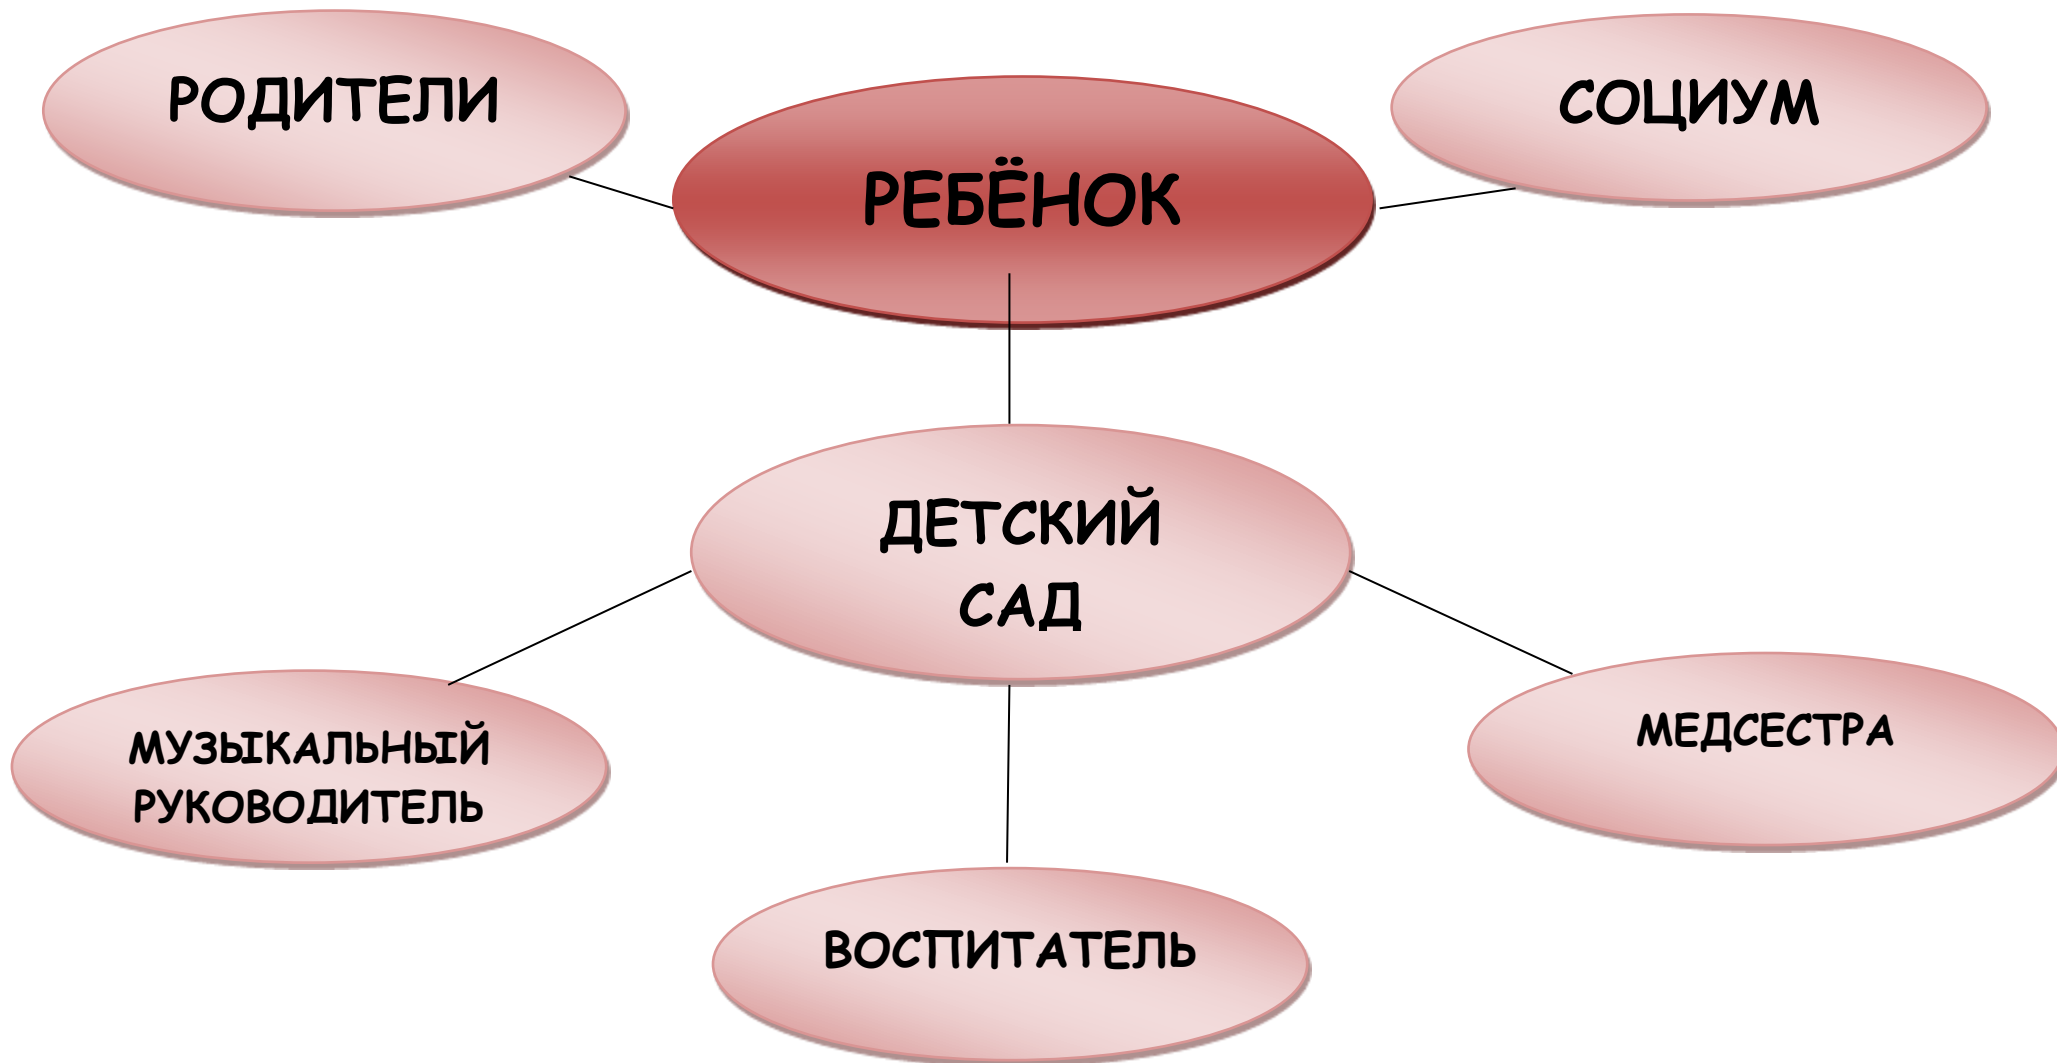 РОДИТЕЛИ
СОЦИУМ
РЕБЁНОК
ДЕТСКИЙ
САД
МУЗЫКАЛЬНЫЙ
РУКОВОДИТЕЛЬ
МЕДСЕСТРА
ВОСПИТАТЕЛЬ